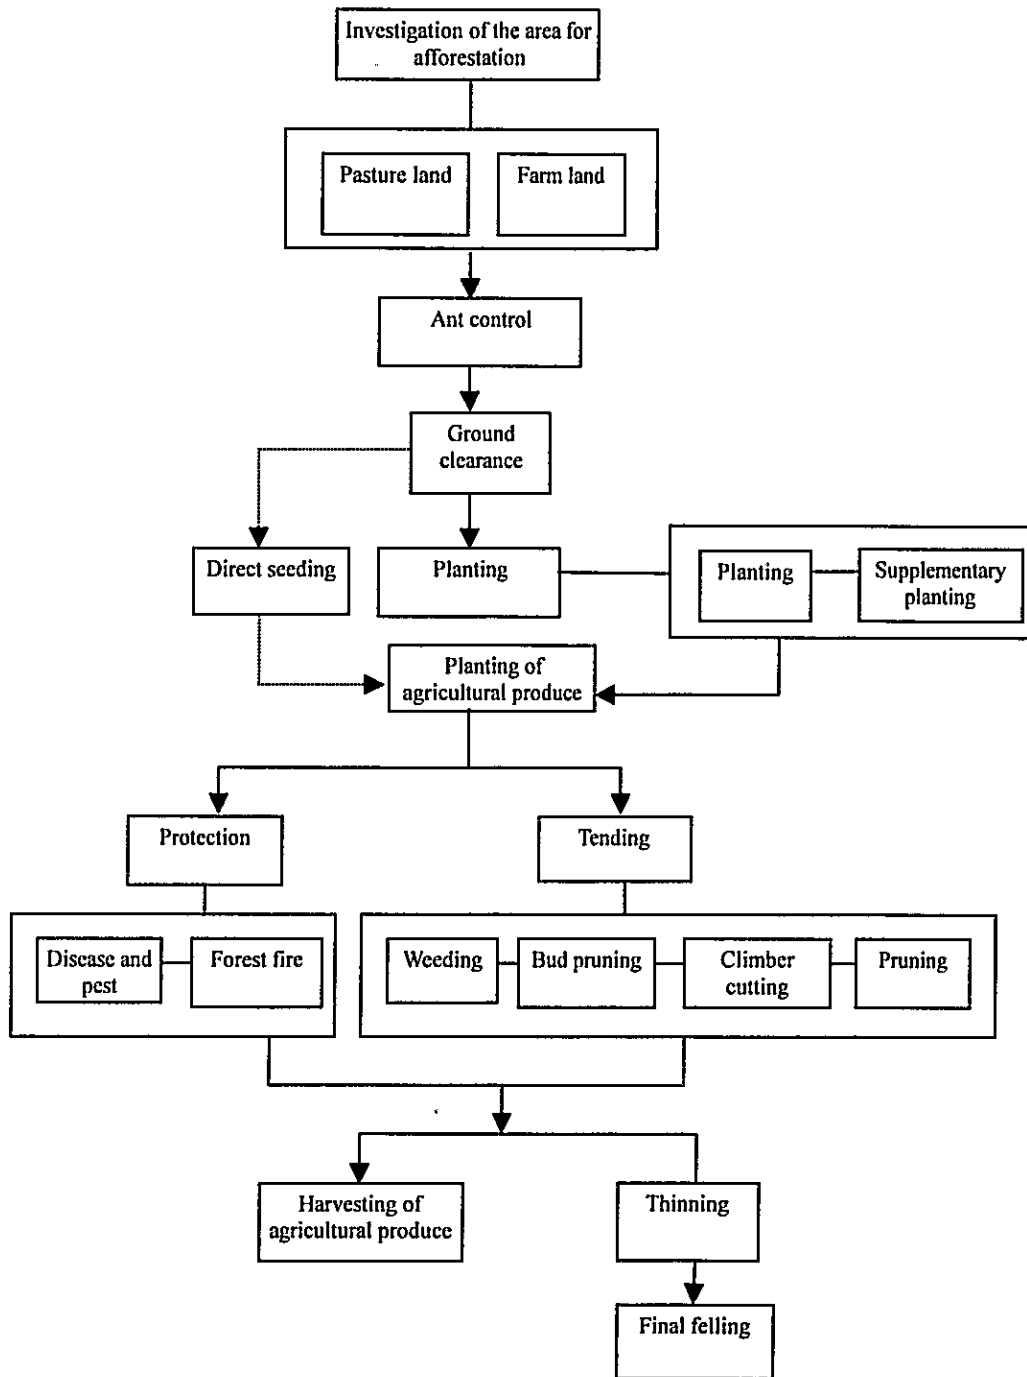 Investigation of the area for
afforestation
Pasture land
Farm land
Ant control
Ground
clearance
Direct seeding
Planting
Planting
Supplementary
planting
Planting of
agricultural produce
Protection
Tending
Disease and
pest
Forest fire
Weeding
Bud pruning
Climber
cutting
Pruning
Harvesting of
agricultural produce
Thinning
Final felling